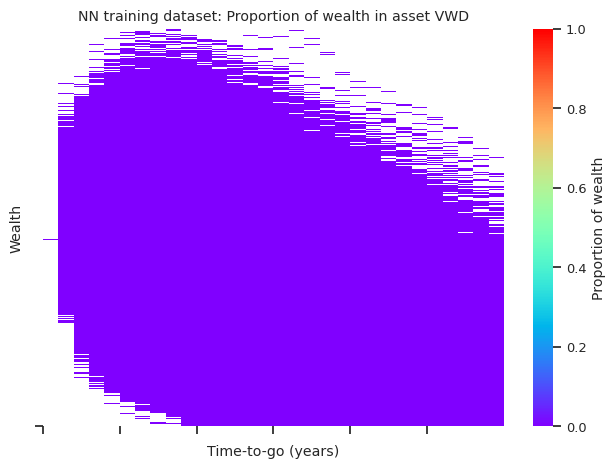 NN training dataset: Proportion of wealth in asset VWD
Wealth
Time-to-go (years)
1.0
0.8
0.6
0.4
0.2
0.0
Proportion of wealth